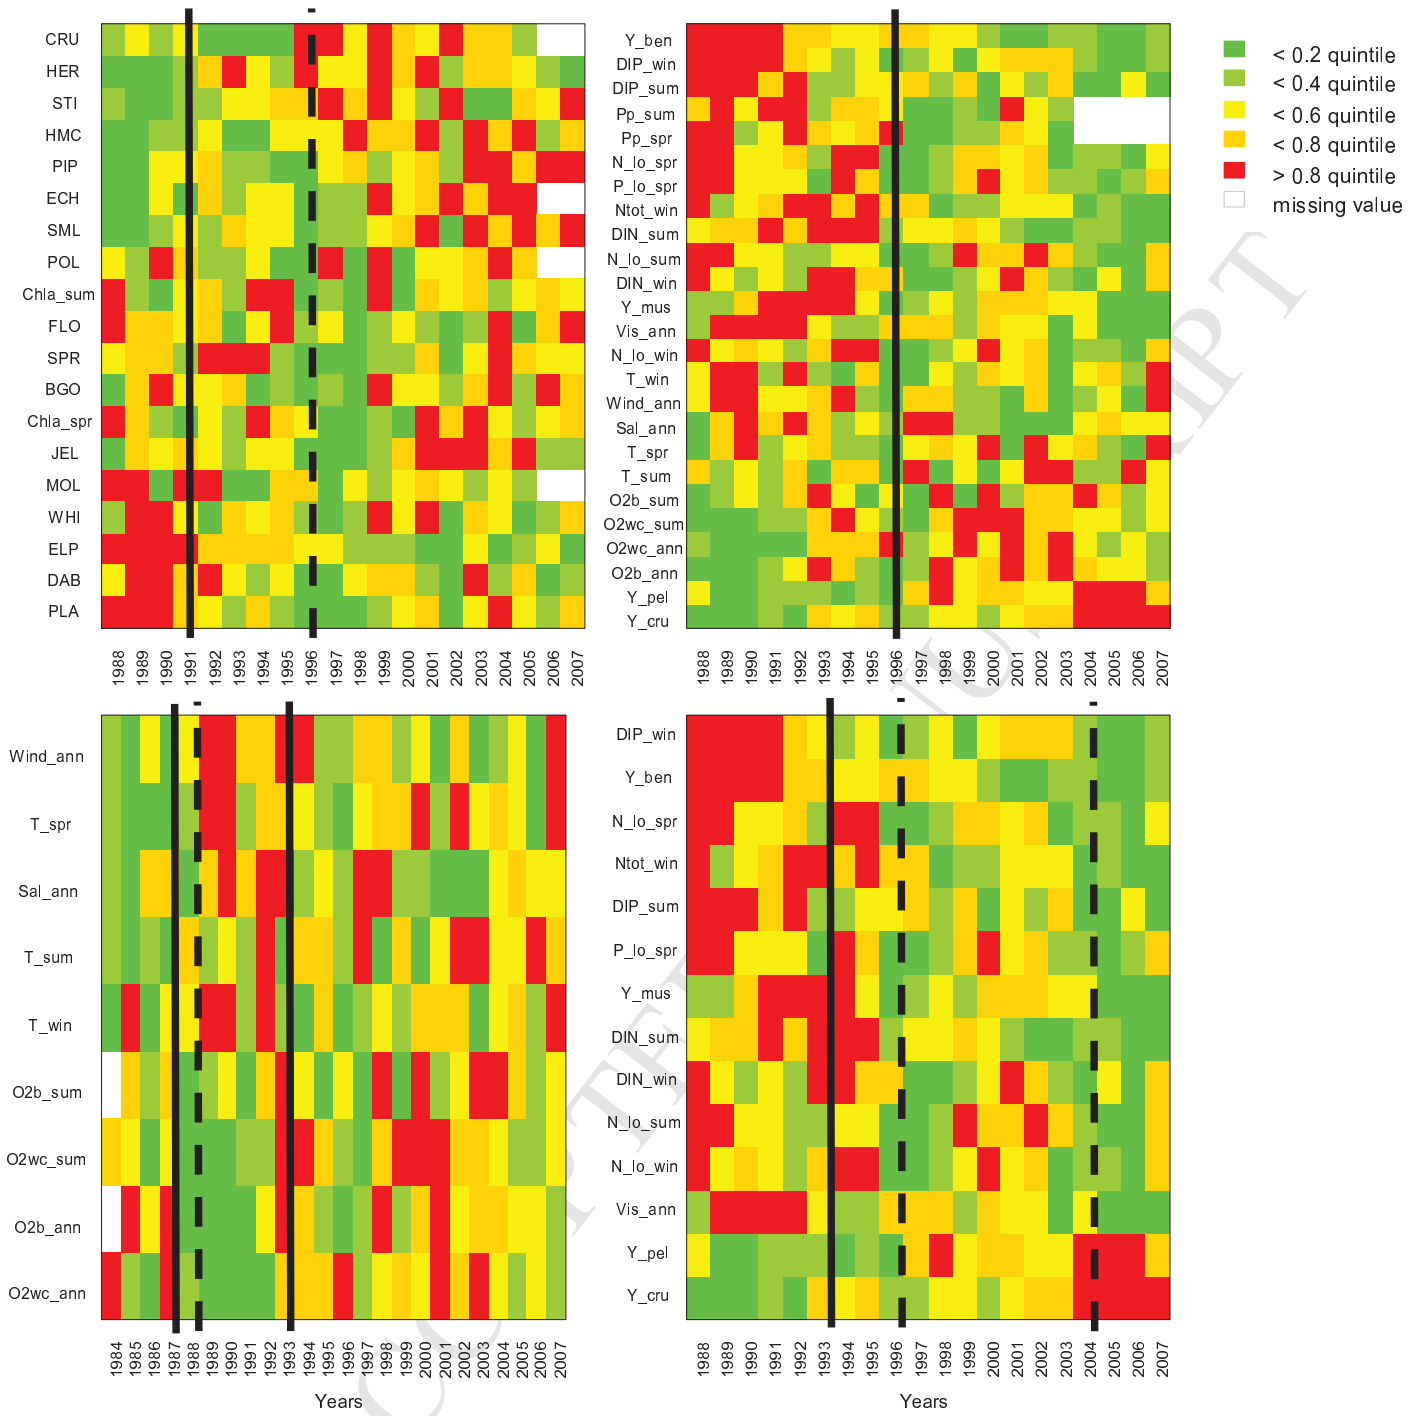 CRU
HER
STI
HMC
PIP
ECH
SML
POL
Chla_sum
FLO
SPR
BGO
Chla_spr
JEL
MOL
WHI
ELP
DAB
PLA
1988 1989 1990 1991 1992 1993 1994 1995 1996 1997 1998 1999 2000 2001 2002 2003 2004 2005 2006 2007
Y_ben
DIP_win
DIP_sum
Pp_sum
Pp_spr
N_lo_spr
P_lo_spr
Ntot_win
DIN_sum
N_lo_sum
DIN_win
Y_mus
Vis_ann
N_lo_win
T_win
Wind_ann
Sal_ann
T_spr
T_sum
O2b_sum
O2wc_sum
O2wc_ann
O2b_ann
Y_pel
Y_cru
1988 1989 1990 1991 1992 1993 1994 1995 1996 1997 1998 1999 2000 2001 2002 2003 2004 2005 2006 2007
< 0.2 quintile
< 0.4 quintile
< 0.6 quintile
< 0.8 quintile
> 0.8 quintile
missing value
Wind_ann
T_spr
Sal_ann
T_sum
T_win
O2b_sum
O2wc_sum
O2b_ann
O2wc_ann
1984 1985 1986 1987 1988 1989 1990 1991 1992 1993 1994 1995 1996 1997 1998 1999 2000 2001 2002 2003 2004 2005 2006 2007
Years
DIP_win
Y_ben
N_lo_spr
Ntot_win
DIP_sum
P_lo_spr
Y_mus
DIN_sum
DIN_win
N_lo_sum
N_lo_win
Vis_ann
Y_pel
Y_cru
1988 1989 1990 1991 1992 1993 1994 1995 1996 1997 1998 1999 2000 2001 2002 2003 2004 2005 2006 2007
Years